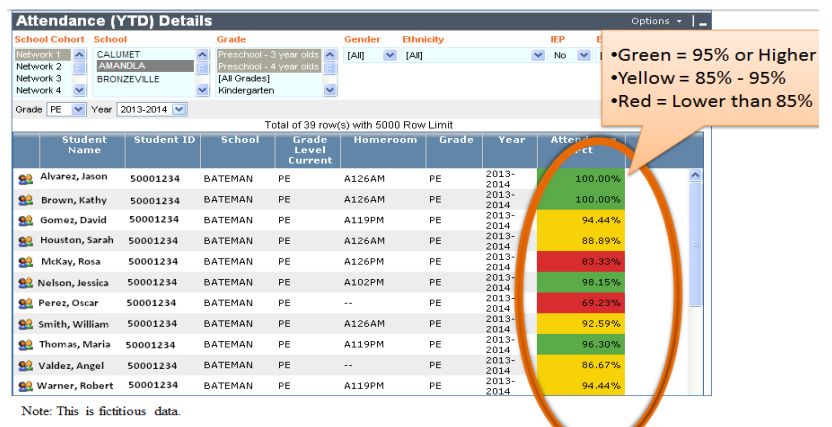 Attendance (YTD) Details Options
School Cohort School Grade Gender Ethnicity IEP
Network 1 CALUMET Preschool - 3 year olds [All] [All] No
Network 2 AMANDLA Preschool - 4 year olds
Network 3 BRONZEVILLE [All Grades]
Network 4 Kindergarten
•Green = 95% or Higher
•Yellow = 85% - 95%
•Red = Lower than 85%
Grade PE Year 2013-2014
Total of 39 row(s) with 5000 Row Limit
Student Name Student ID School Grade Level Current Homeroom Grade Year Pct
Alvarez, Jason 50001234 BATEMAN PE A126AM PE 2013-2014 100.00%
Brown, Kathy 50001234 BATEMAN PE A126AM PE 2013-2014 100.00%
Gomez, David 50001234 BATEMAN PE A119PM PE 2013-2014 94.44%
Houston, Sarah 50001234 BATEMAN PE A126AM PE 2013-2014 88.89%
McKay, Rosa 50001234 BATEMAN PE A126PM PE 2013-2014 83.33%
Nelson, Jessica 50001234 BATEMAN PE A102PM PE 2013-2014 98.15%
Perez, Oscar 50001234 BATEMAN PE -- PE 2013-2014 69.23%
Smith, William 50001234 BATEMAN PE A126AM PE 2013-2014 92.59%
Thomas, Maria 50001234 BATEMAN PE A119PM PE 2013-2014 96.30%
Valdez, Angel 50001234 BATEMAN PE -- PE 2013-2014 86.67%
Warner, Robert 50001234 BATEMAN PE A119PM PE 2013-2014 94.44%
Note: This is fictitious data.